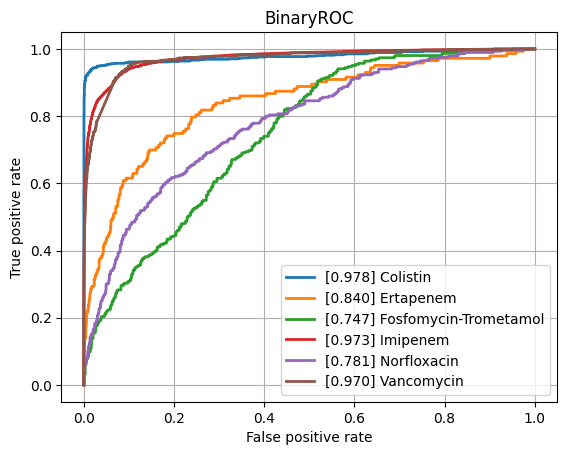 BinaryROC
True positive rate
1.0
0.8
0.6
0.4
0.2
0.0
[0.978] Colistin
[0.840] Ertapenem
[0.747] Fosfomycin-Trometamol
[0.973] Imipenem
[0.781] Norfloxacin
[0.970] Vancomycin
0.0 0.2 0.4 0.6 0.8 1.0
False positive rate